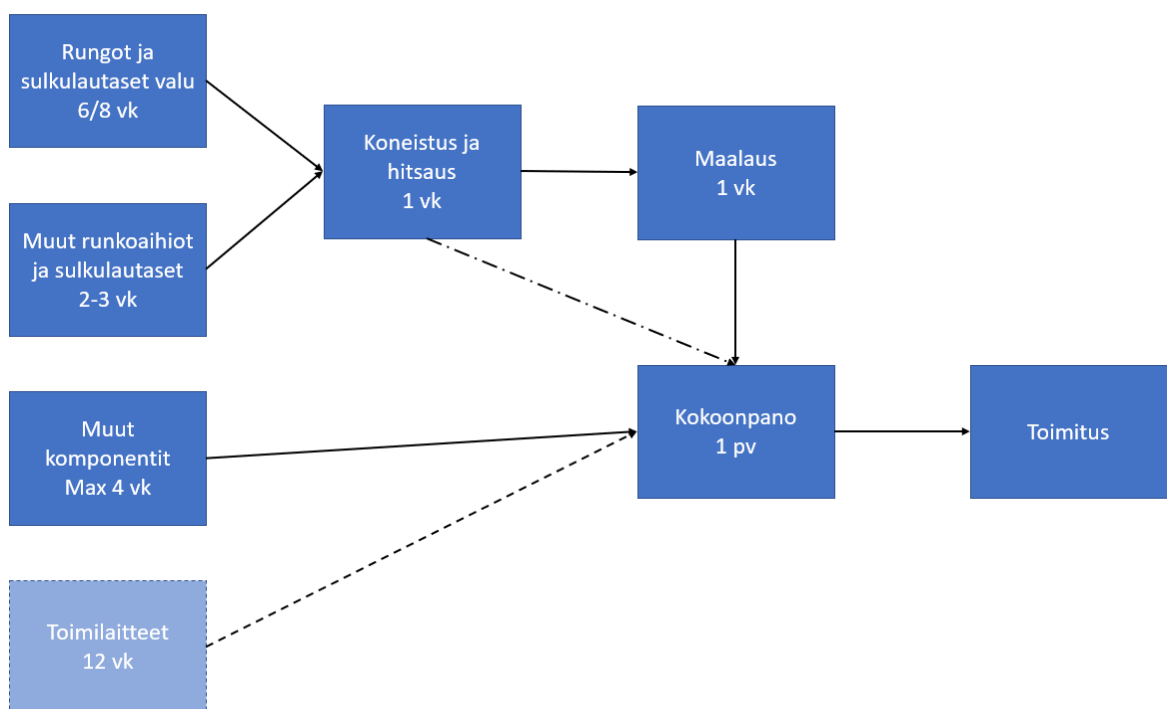 Rungot ja
sulkulautaset valu
6/8 vk
Koneistus ja
hitsaus
1 vk
Maalaus
1 vk
Muut runkoaihiot
ja sulkulautaset
2-3 vk
Muut
komponentit
Max 4 vk
Kokoonpano
1 pv
Toimitus
Toimilaitteet
12 vk